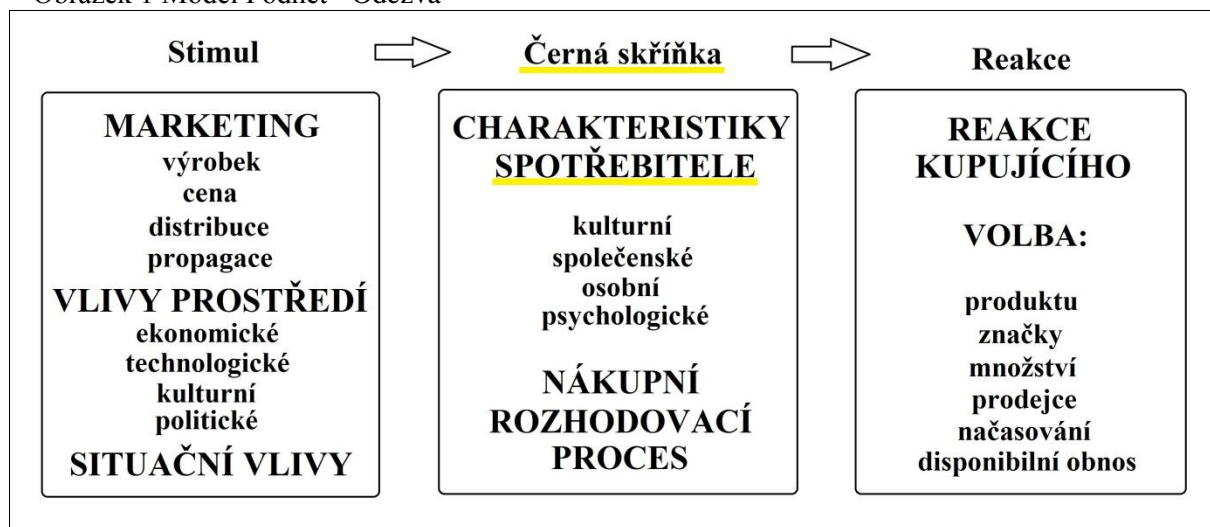 Obrázek 1 Model Podnět - Odezva
Stimul
Černá skříňka
Reakce
MARKETING
výrobek
cena
distribuce
propagace
VLIVY PROSTŘEDÍ
ekonomické
technologické
kulturní
politické
SITUAČNÍ VLIVY
CHARAKTERISTIKY
SPOTŘEBITELE
kulturní
společenské
osobní
psychologické
NÁKUPNÍ
ROZHODOVACÍ
PROCES
REAKCE
KUPUJÍCÍHO
VOLBA:
produktu
značky
množství
prodejce
načasování
disponibilní obnos